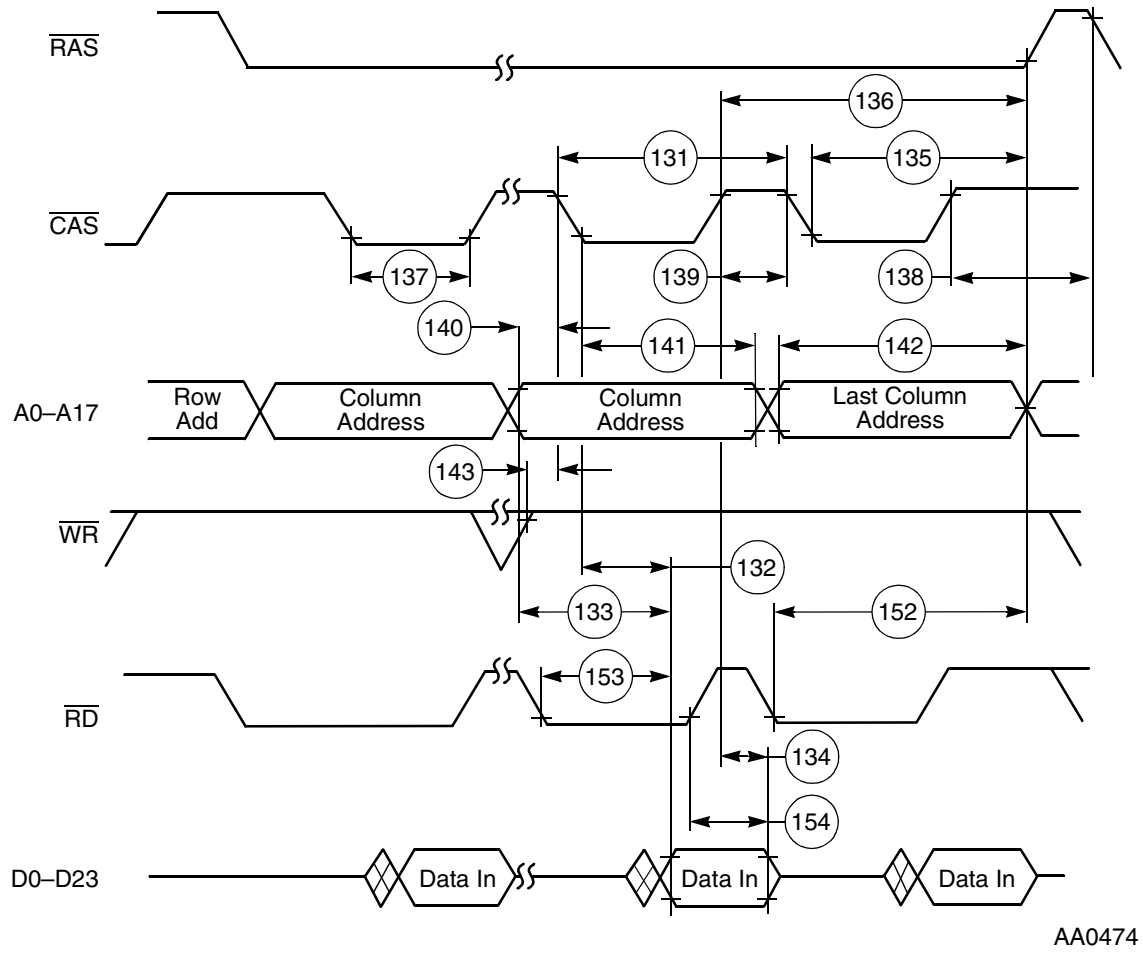 RAS
136
131
135
CAS
137
139
138
140
141
142
A0–A17
Row
Add
Column
Address
Column
Address
Last Column
Address
143
WR
132
133
152
153
RD
134
154
D0–D23
Data In
Data In
Data In
AA0474